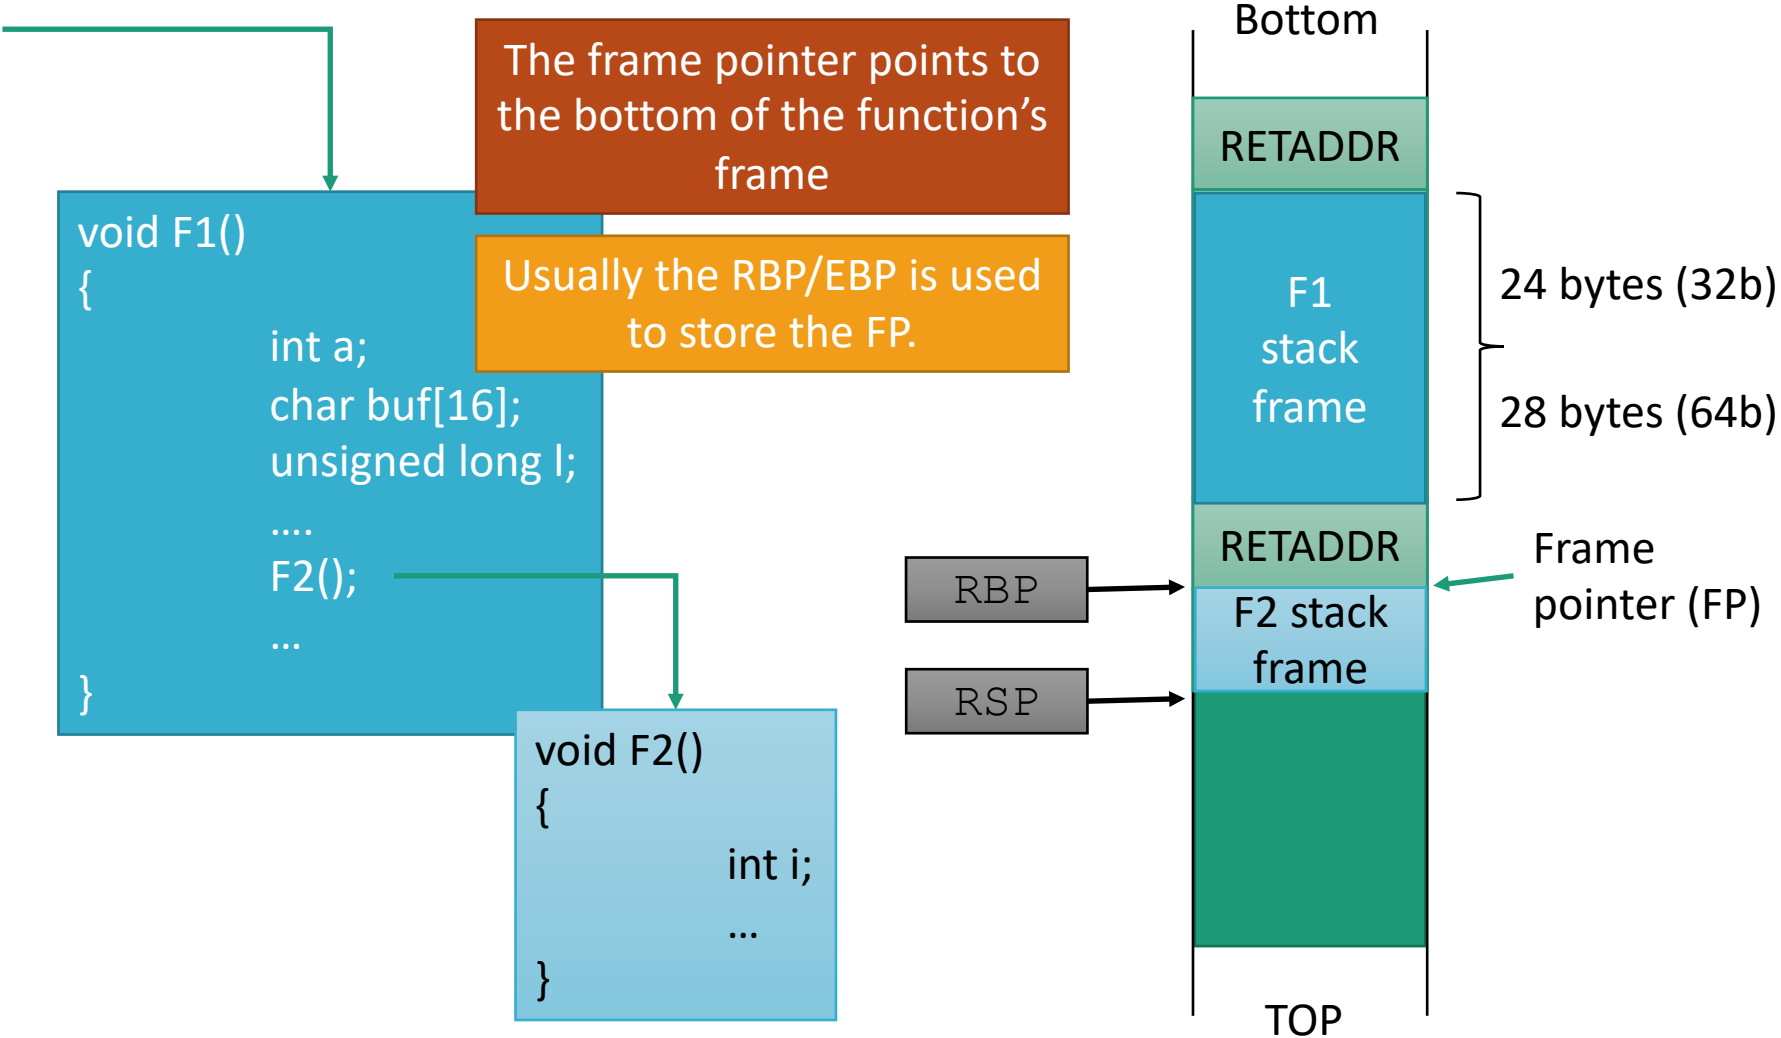 The frame pointer points to
the bottom of the function's
frame
Usually the RBP/EBP is used
to store the FP.
void F1()
{
int a;
char buf[16];
unsigned long l;
....
F2();
...
}
void F2()
{
int i;
...
}
Bottom
RETADDR
F1
stack
frame
24 bytes (32b)
28 bytes (64b)
RETADDR
RBP
Frame
pointer (FP)
F2 stack
frame
RSP
TOP